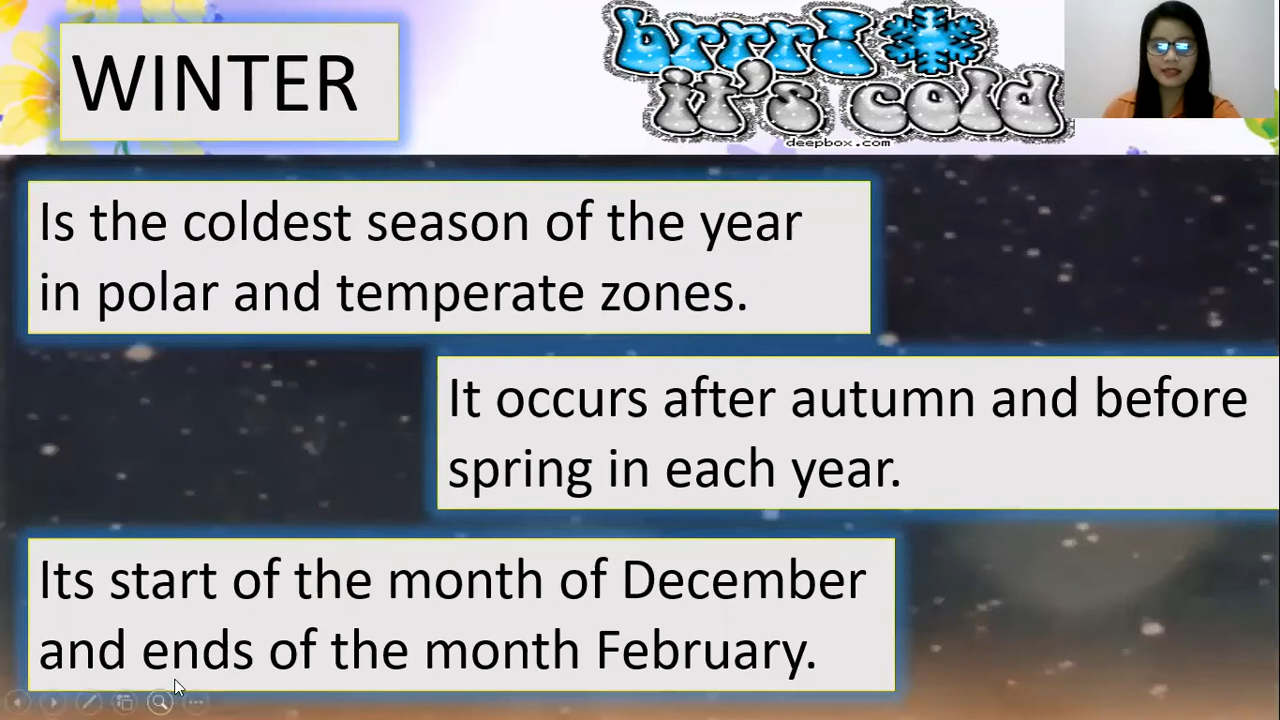 WINTER
brrr!
it's cold
deepbox.com
Is the coldest season of the year
in polar and temperate zones.
It occurs after autumn and before
spring in each year.
Its start of the month of December
and ends of the month February.